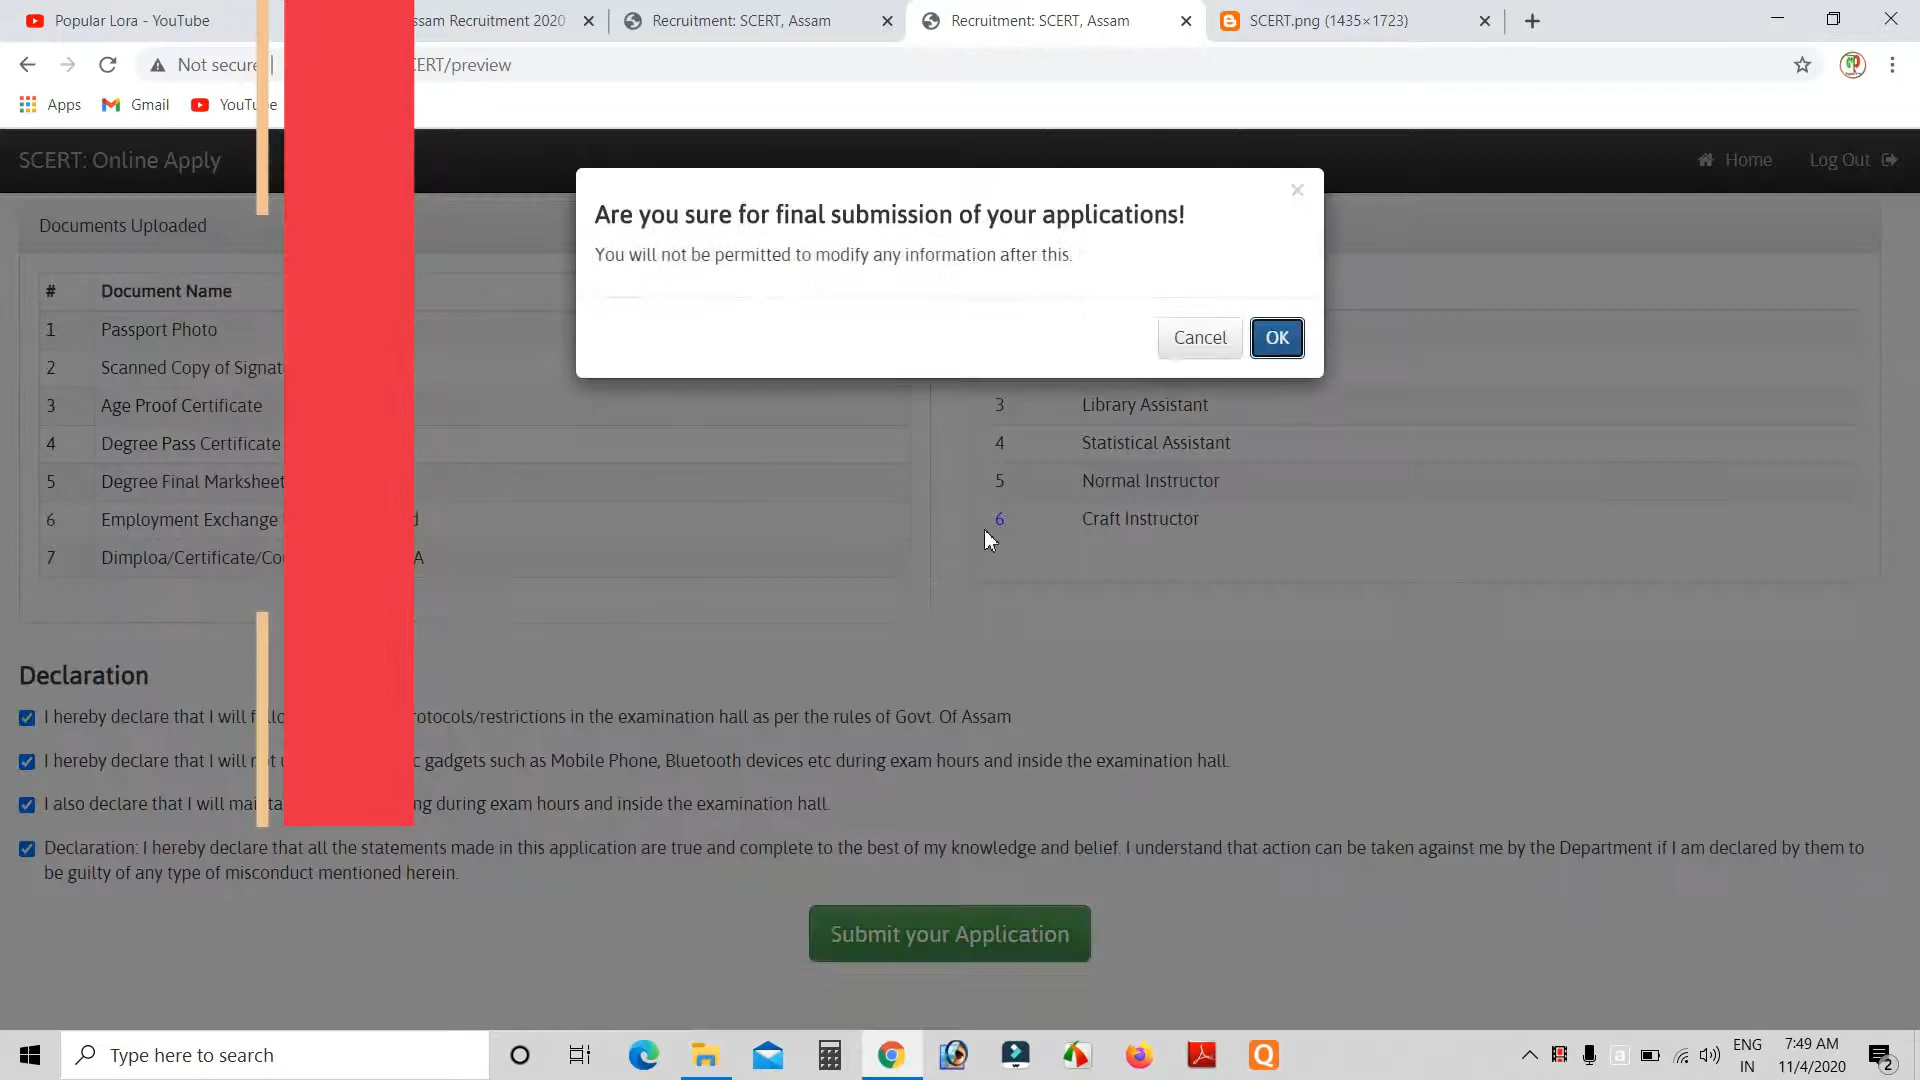 Popular Lora - YouTube
ssam Recruitment 2020
Recruitment: SCERT, Assam
Recruitment: SCERT, Assam
SCERT.png (1435×1723)
Not secure
CERT/preview
Apps
Gmail
YouTube
SCERT: Online Apply
Home
Log Out
Are you sure for final submission of your applications!
You will not be permitted to modify any information after this.
Cancel
OK
Documents Uploaded
# Document Name
1 Passport Photo
2 Scanned Copy of Signat
3 Age Proof Certificate
4 Degree Pass Certificate
5 Degree Final Marksheet
6 Employment Exchange d
7 Dimploa/Certificate/Co A
3 Library Assistant
4 Statistical Assistant
5 Normal Instructor
6 Craft Instructor
Declaration
I hereby declare that I will follo otocols/restrictions in the examination hall as per the rules of Govt. Of Assam
I hereby declare that I will not u c gadgets such as Mobile Phone, Bluetooth devices etc during exam hours and inside the examination hall.
I also declare that I will mainta ng during exam hours and inside the examination hall.
Declaration: I hereby declare that all the statements made in this application are true and complete to the best of my knowledge and belief. I understand that action can be taken against me by the Department if I am declared by them to
be guilty of any type of misconduct mentioned herein.
Submit your Application
Type here to search
ENG
IN
7:49 AM
11/4/2020
2